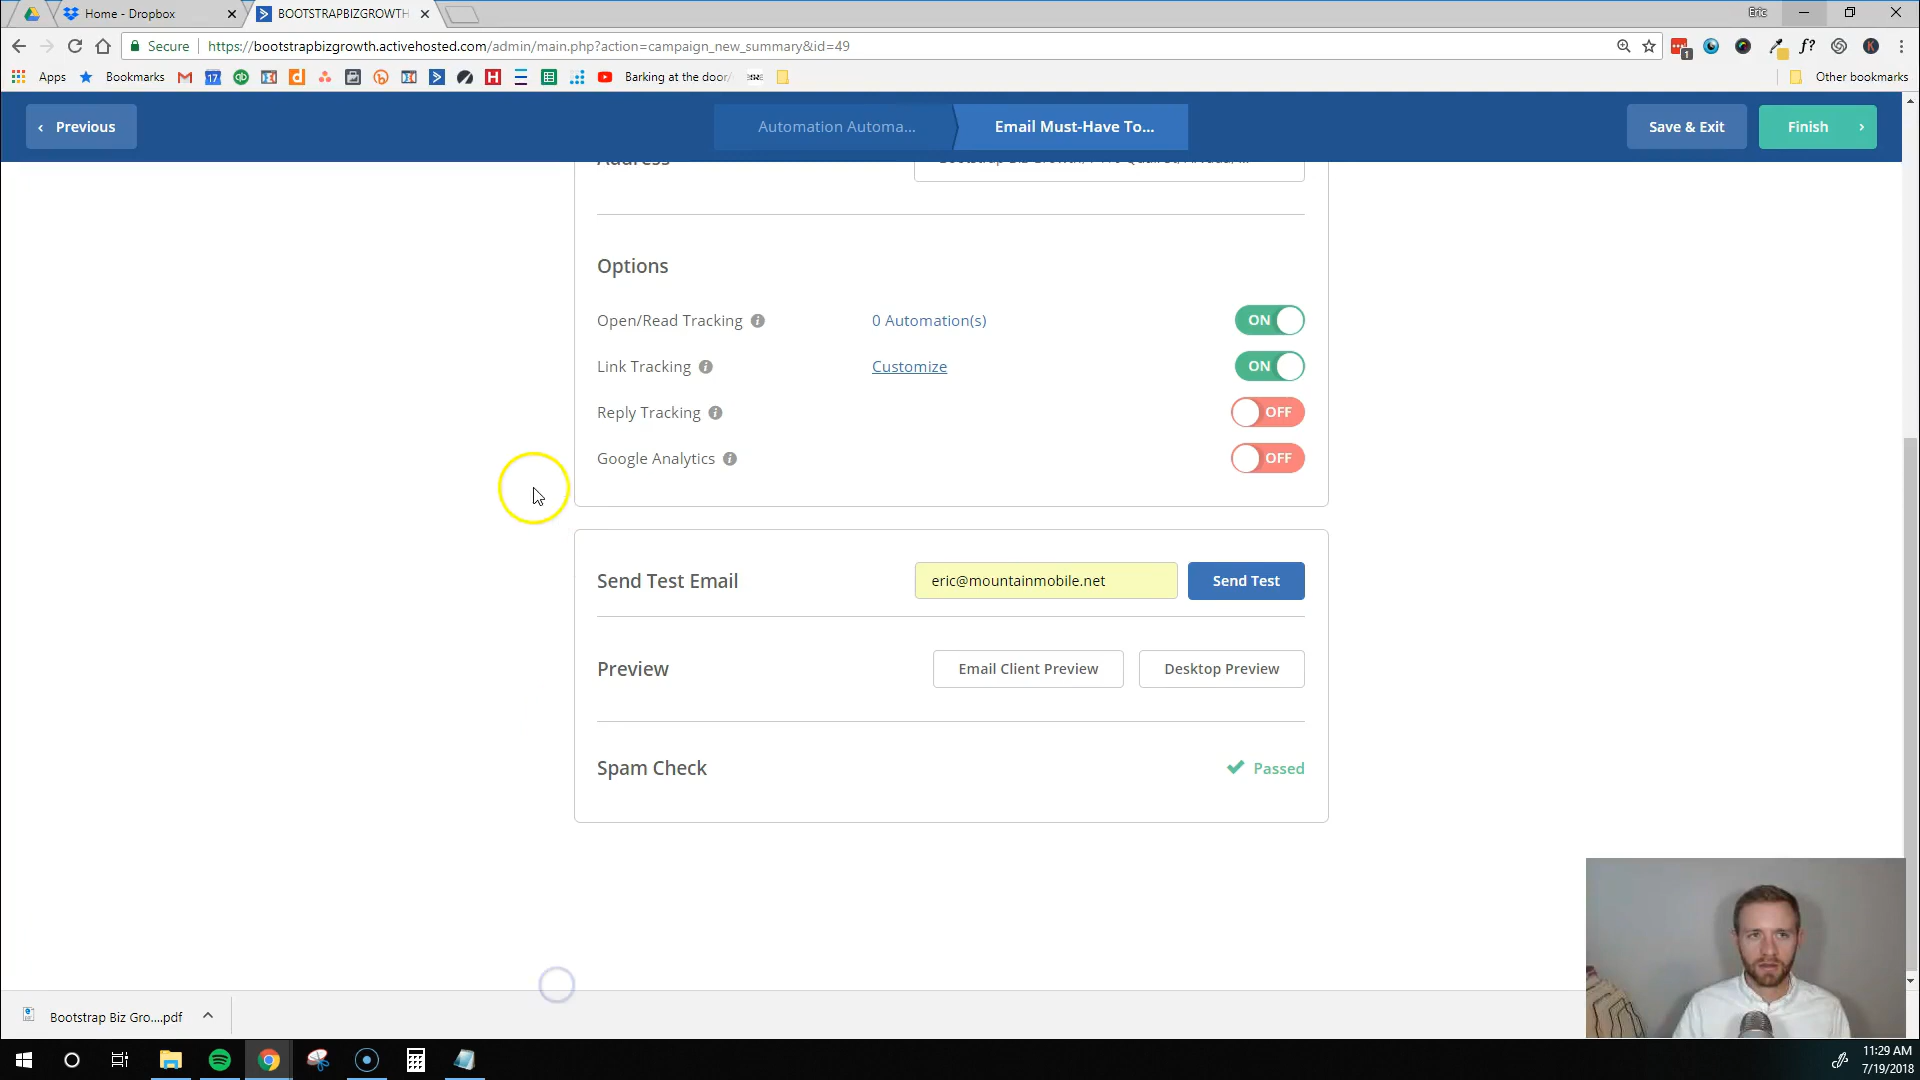 Home - Dropbox
BOOTSTRAPBIZGROWTH
Eric
Secure https://bootstrapbizgrowth.activehosted.com/admin/main.php?action=campaign_new_summary&id=49
Apps Bookmarks Barking at the door Other bookmarks
Previous Automation Automa... Email Must-Have To... Save & Exit Finish
Address
Options
Open/Read Tracking 0 Automation(s) ON
Link Tracking Customize ON
Reply Tracking OFF
Google Analytics OFF
Send Test Email eric@mountainmobile.net Send Test
Preview Email Client Preview Desktop Preview
Spam Check Passed
Bootstrap Biz Gro....pdf
11:29 AM
7/19/2018